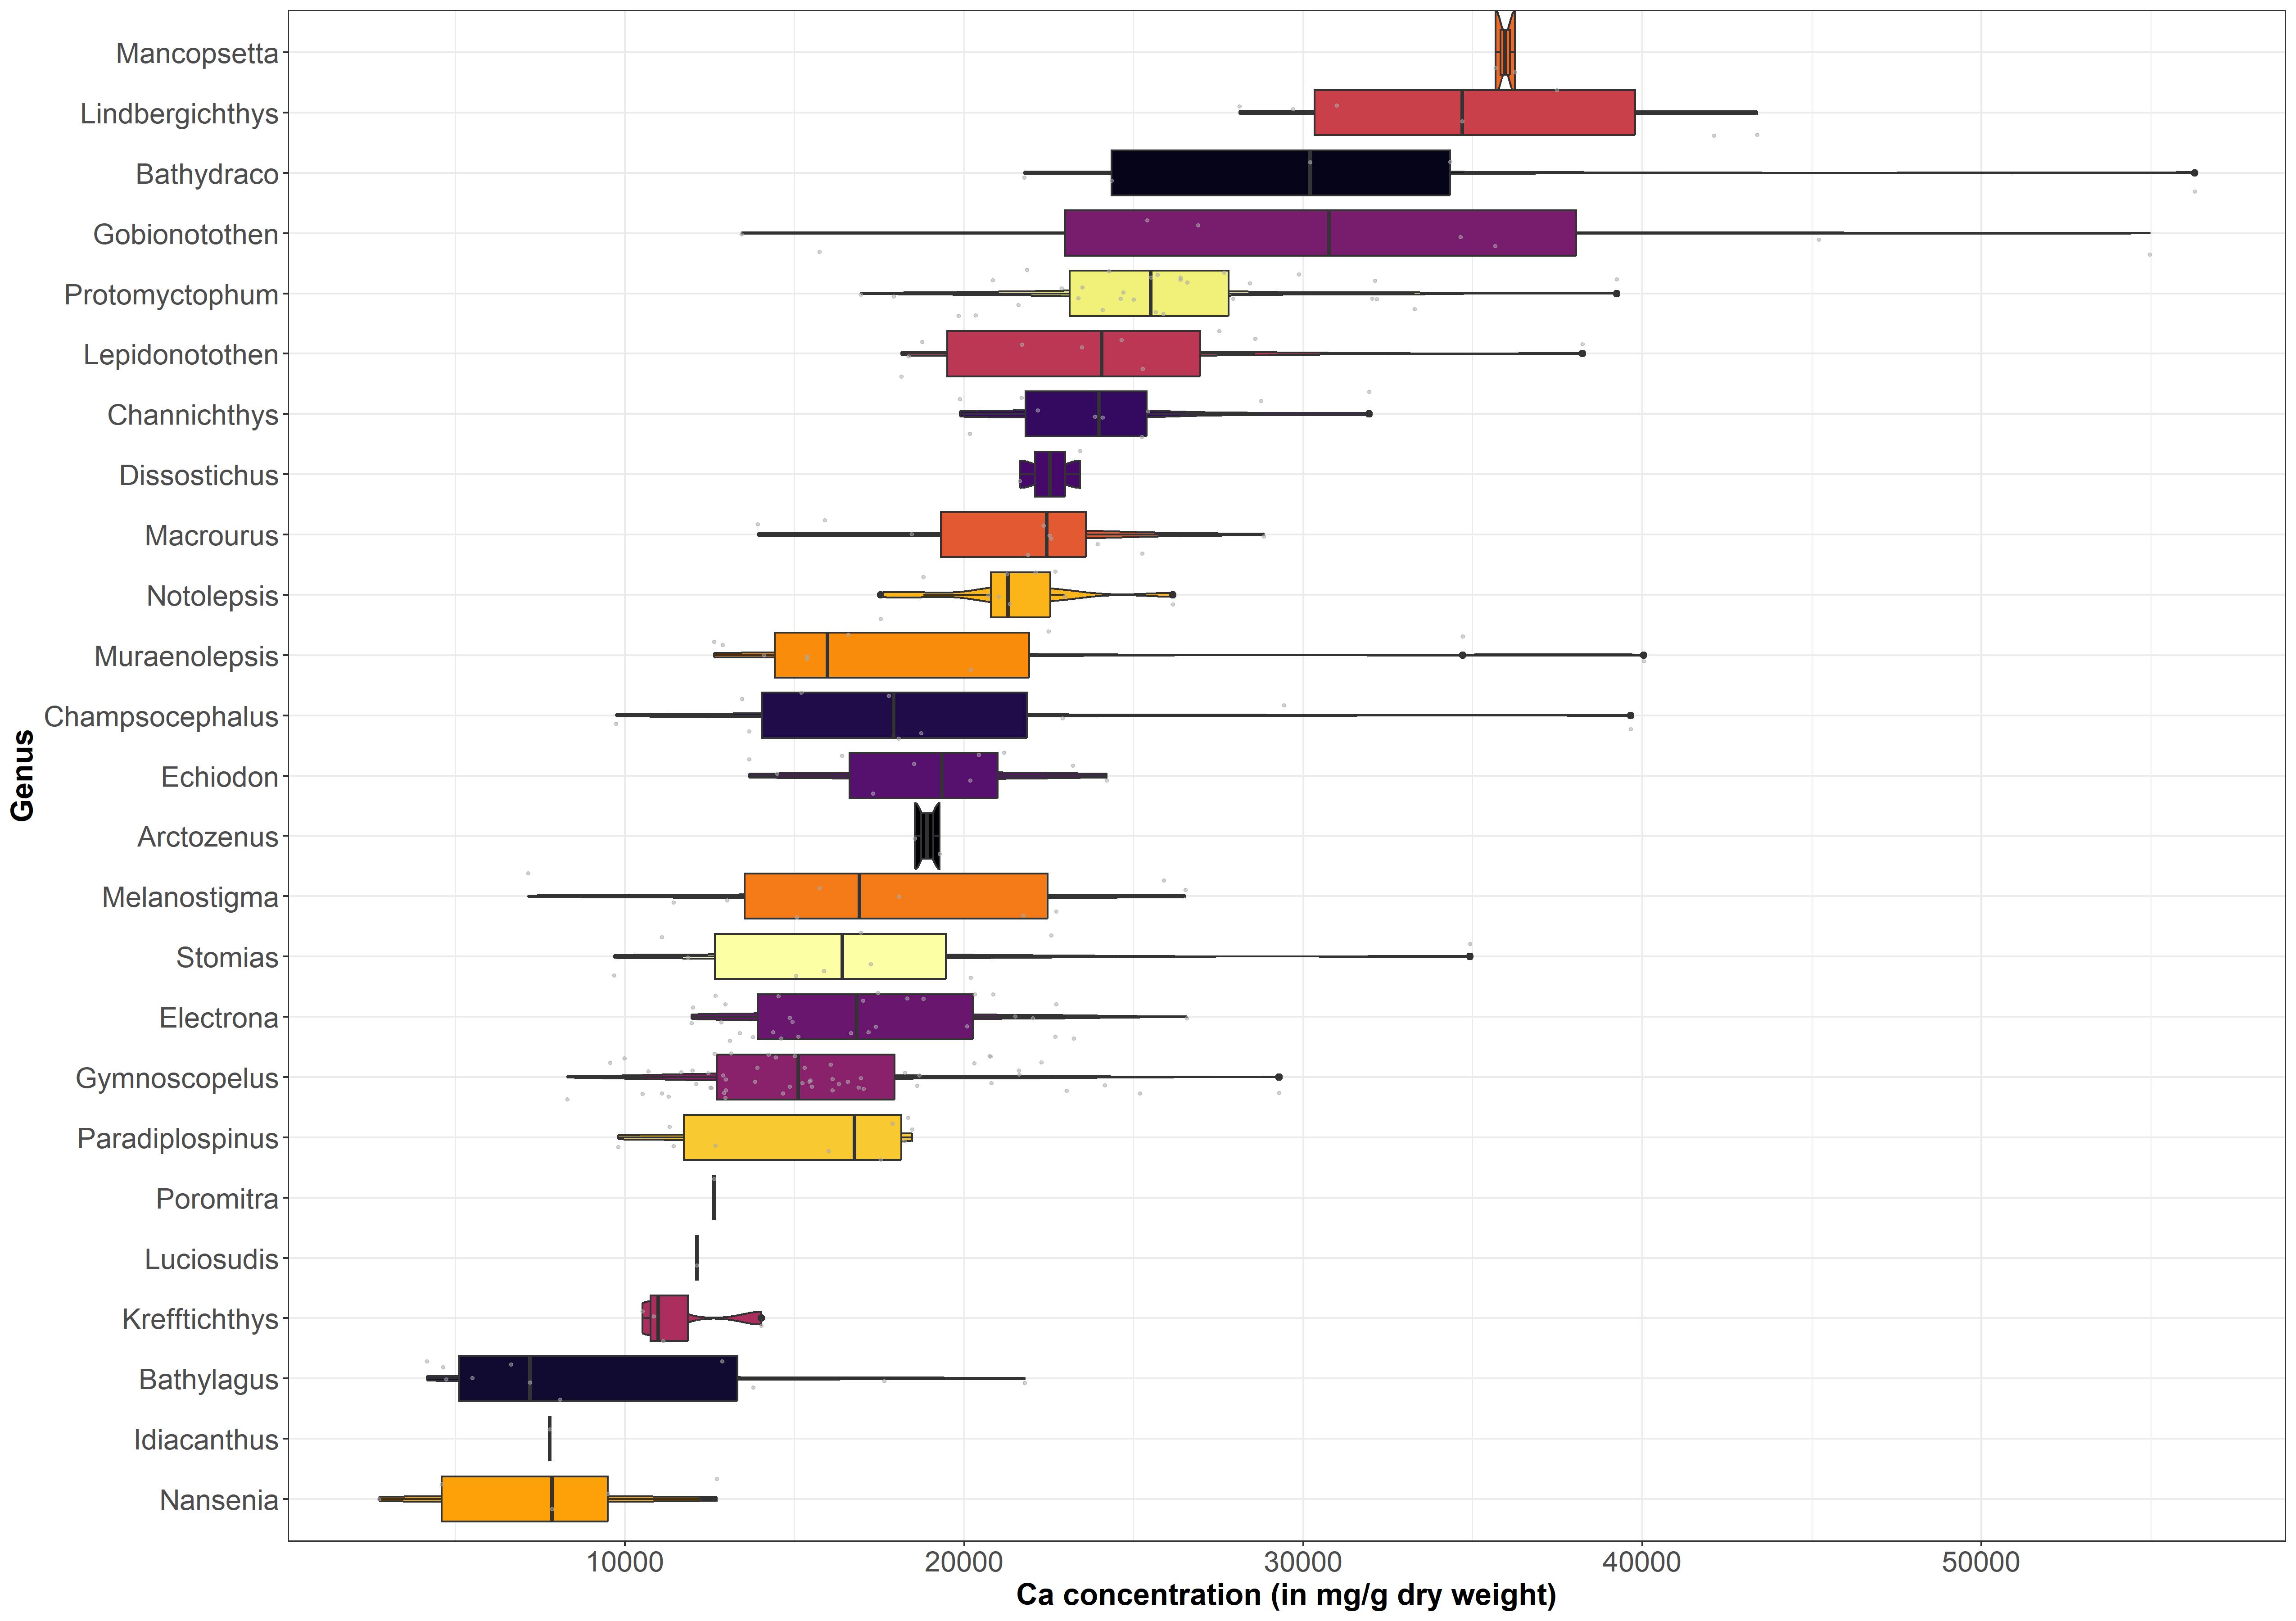 Mancopsetta
Lindbergichthys
Bathydraco
Gobionotothen
Protomyctophum
Lepidonotothen
Channichthys
Dissostichus
Macrourus
Notolepsis
Muraenolepsis
Champsocephalus
Echiodon
Arctozenus
Melanostigma
Stomias
Electrona
Gymnoscopelus
Paradiplospinus
Poromitra
Luciosudis
Krefftichthys
Bathylagus
Idiacanthus
Nansenia
Genus
10000 20000 30000 40000 50000
Ca concentration (in mg/g dry weight)